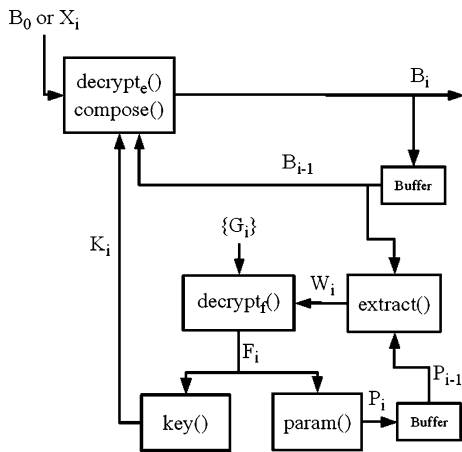 B₀ or Xᵢ
decryptₑ()
compose()
Bᵢ
Bᵢ₋₁
Buffer
Kᵢ
{Gᵢ}
Wᵢ
decrypt_f()
extract()
Fᵢ
Pᵢ₋₁
key()
param()
Pᵢ
Buffer